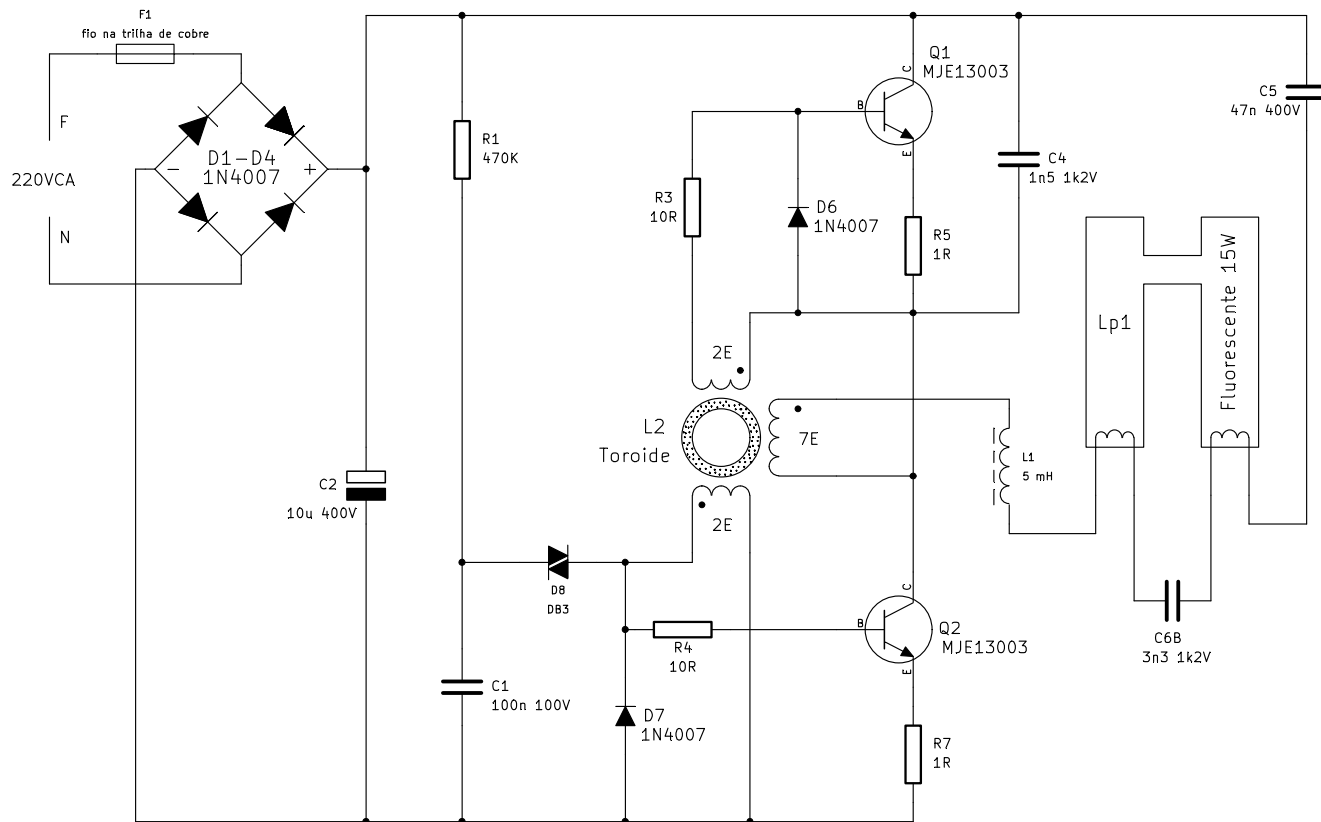 F1
fio na trilha de cobre
F
220VCA
N
D1-D4
1N4007
-
+
R1
470K
C2
10u 400V
C1
100n 100V
D8
DB3
R3
10R
D6
1N4007
Q1
MJE13003
B
C
E
R5
1R
C4
1n5 1k2V
C5
47n 400V
2E
L2
Toroide
7E
2E
L1
5 mH
Lp1
Fluorescente 15W
C6B
3n3 1k2V
R4
10R
D7
1N4007
B
C
E
Q2
MJE13003
R7
1R